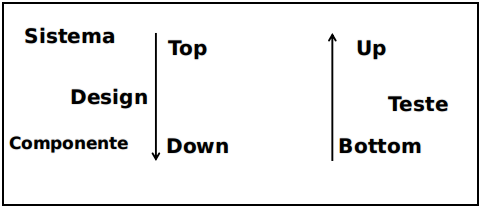 Sistema
Top
Up
Design
Teste
Componente
Down
Bottom